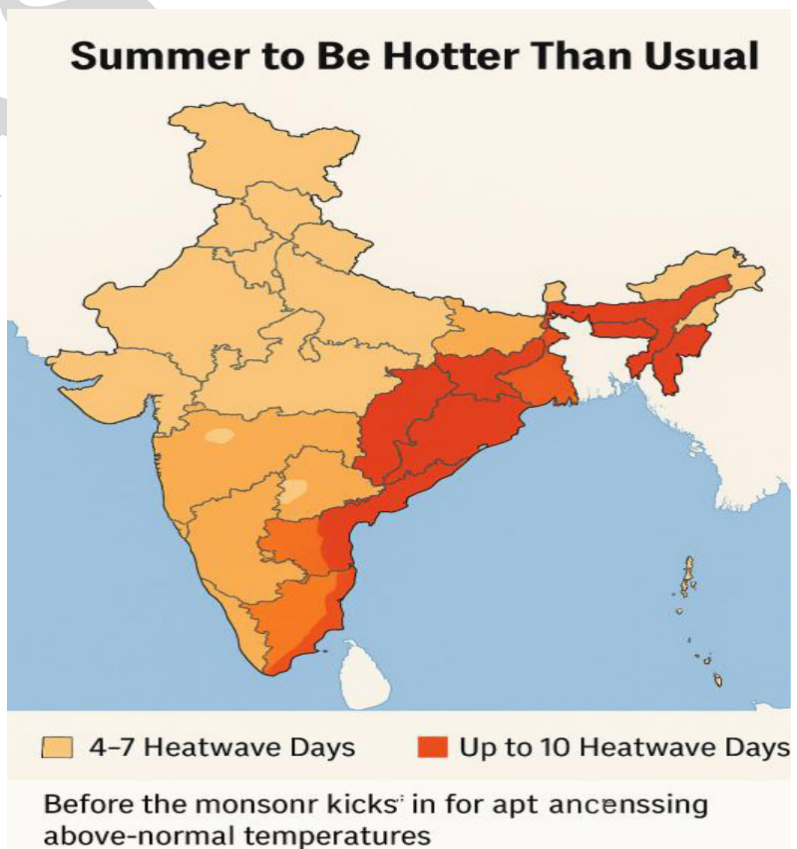 Summer to Be Hotter Than Usual
4–7 Heatwave Days
Up to 10 Heatwave Days
Before the monsonr kicks in for apt ancenssing
above-normal temperatures